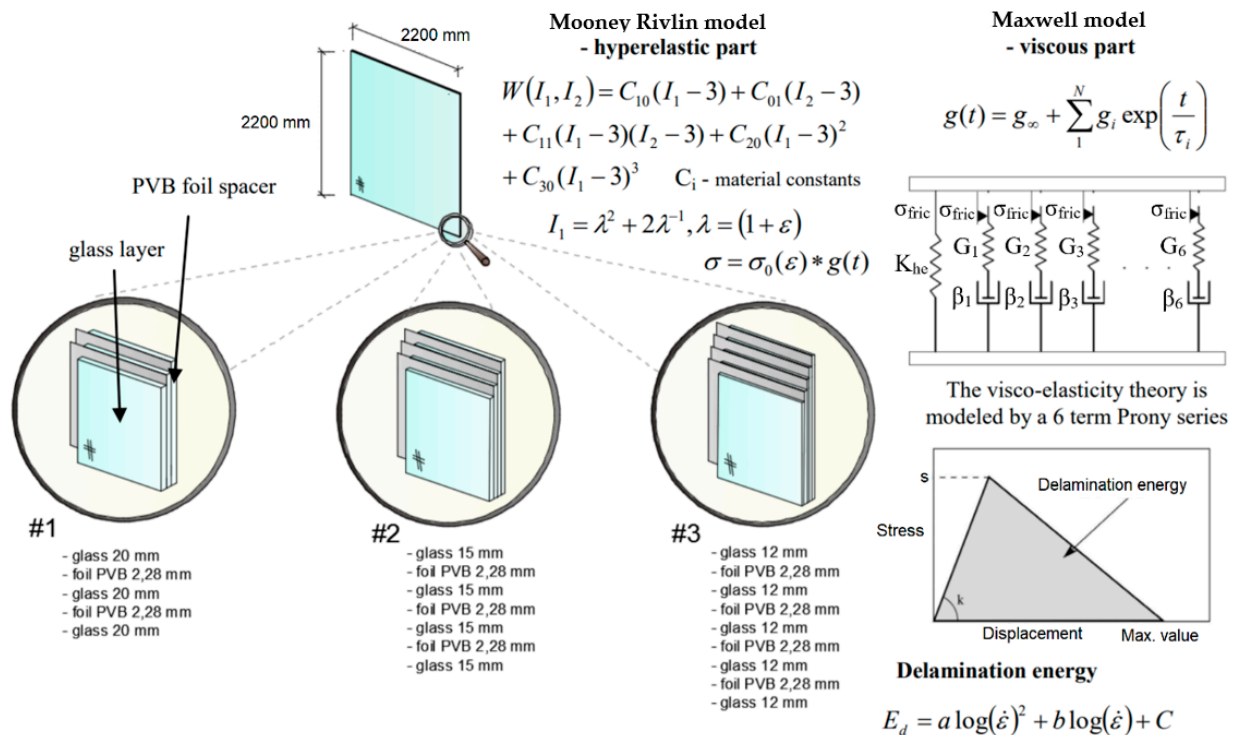 2200 mm
2200 mm
PVB foil spacer
glass layer
Mooney Rivlin model
- hyperelastic part
W(I₁,I₂)=C₁₀(I₁−3)+C₀₁(I₂−3)
+C₁₁(I₁−3)(I₂−3)+C₂₀(I₁−3)²
+C₃₀(I₁−3)³ Cᵢ - material constants
I₁=λ²+2λ⁻¹,λ=(1+ε)
σ=σ₀(ε)*g(t)
Maxwell model
- viscous part
g(t)=g∞+∑₁ᴺgᵢexp(t/τᵢ)
σfric σfric σfric σfric σfric
Khe G₁ G₂ G₃ . . . . G₆
β₁ β₂ β₃ β₆
The visco-elasticity theory is
modeled by a 6 term Prony series
#1
- glass 20 mm
- foil PVB 2,28 mm
- glass 20 mm
- foil PVB 2,28 mm
- glass 20 mm
#2
- glass 15 mm
- foil PVB 2,28 mm
- glass 15 mm
- foil PVB 2,28 mm
- glass 15 mm
- foil PVB 2,28 mm
- glass 15 mm
#3
- glass 12 mm
- foil PVB 2,28 mm
- glass 12 mm
- foil PVB 2,28 mm
- glass 12 mm
- foil PVB 2,28 mm
- glass 12 mm
- foil PVB 2,28 mm
- glass 12 mm
s
Delamination energy
Stress
k
Displacement
Max. value
Delamination energy
E_d=a log(ε̇)²+b log(ε̇)+C